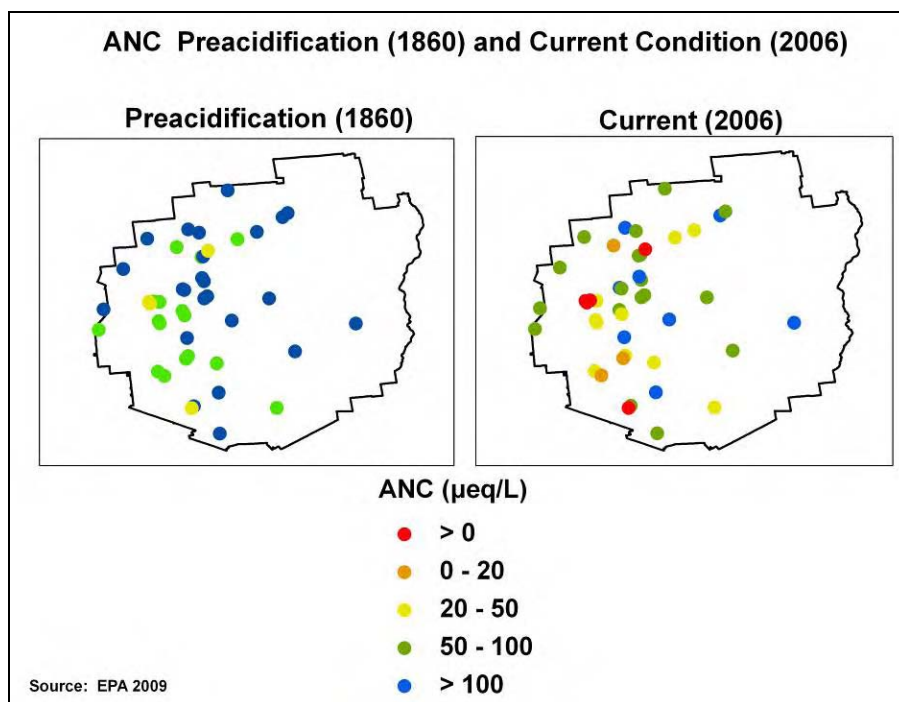 ANC Preacidification (1860) and Current Condition (2006)
Preacidification (1860)
Current (2006)
ANC (µeq/L)
> 0
0 - 20
20 - 50
50 - 100
> 100
Source: EPA 2009